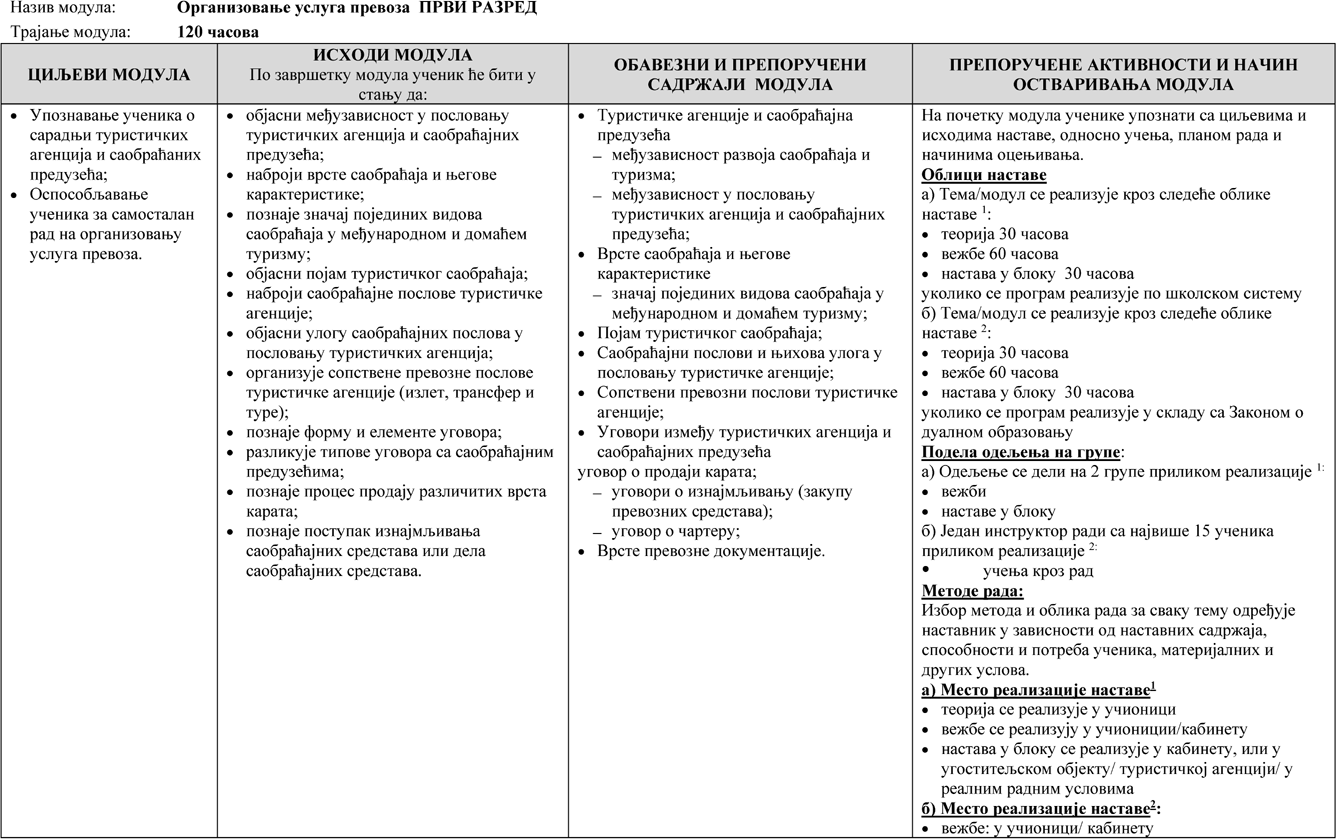 Назив модула: Организовање услуга превоза ПРВИ РАЗРЕД
Трајање модула: 120 часова
ЦИЉЕВИ МОДУЛА
ИСХОДИ МОДУЛА
По завршетку модула ученик ће бити у
стању да:
ОБАВЕЗНИ И ПРЕПОРУЧЕНИ
САДРЖАЈИ МОДУЛА
ПРЕПОРУЧЕНЕ АКТИВНОСТИ И НАЧИН
ОСТВАРИВАЊА МОДУЛА
• Упознавање ученика о
сарадњи туристичких
агенција и саобраћаних
предузећа;
• Оспособљавање
ученика за самосталан
рад на организовању
услуга превоза.
• објасни међузависност у пословању
туристичких агенција и саобраћајних
предузећа;
• наброји врсте саобраћаја и његове
карактеристике;
• познаје значај појединих видова
саобраћаја у међународном и домаћем
туризму;
• објасни појам туристичког саобраћаја;
• наброји саобраћајне послове туристичке
агенције;
• објасни улогу саобраћајних послова у
пословању туристичких агенција;
• организује сопствене превозне послове
туристичке агенције (излет, трансфер и
туре);
• познаје форму и елементе уговора;
• разликује типове уговора са саобраћајним
предузећима;
• познаје процес продају различитих врста
карата;
• познаје поступак изнајмљивања
саобраћајних средстава или дела
саобраћајних средстава.
• Туристичке агенције и саобраћајна
предузећа
– међузависност развоја саобраћаја и
туризма;
– међузависност у пословању
туристичких агенција и саобраћајних
предузећа;
• Врсте саобраћаја и његове
карактеристике
– значај појединих видова саобраћаја у
међународном и домаћем туризму;
• Појам туристичког саобраћаја;
• Саобраћајни послови и њихова улога у
пословању туристичке агенције;
• Сопствени превозни послови туристичке
агенције;
• Уговори између туристичких агенција и
саобраћајних предузећа
уговор о продаји карата;
– уговори о изнајмљивању (закупу
превозних средстава);
– уговор о чартеру;
• Врсте превозне документације.
На почетку модула ученике упознати са циљевима и
исходима наставе, односно учења, планом рада и
начинима оцењивања.
Облици наставе
а) Тема/модул се реализује кроз следеће облике
наставе 1:
• теорија 30 часова
• вежбе 60 часова
• настава у блоку 30 часова
уколико се програм реализује по школском систему
б) Тема/модул се реализује кроз следеће облике
наставе 2:
• теорија 30 часова
• вежбе 60 часова
• настава у блоку 30 часова
уколико се програм реализује у складу са Законом о
дуалном образовању
Подела одељења на групе:
а) Одељење се дели на 2 групе приликом реализације 1:
• вежби
• наставе у блоку
б) Један инструктор ради са највише 15 ученика
приликом реализације 2:
• учења кроз рад
Методе рада:
Избор метода и облика рада за сваку тему одређује
наставник у зависности од наставних садржаја,
способности и потреба ученика, материјалних и
других услова.
а) Место реализације наставе1
• теорија се реализује у учионици
• вежбе се реализују у учиониции/кабинету
• настава у блоку се реализује у кабинету, или у
угоститељском објекту/ туристичкој агенцији/ у
реалним радним условима
б) Место реализације наставе2:
• вежбе: у учионици/ кабинету